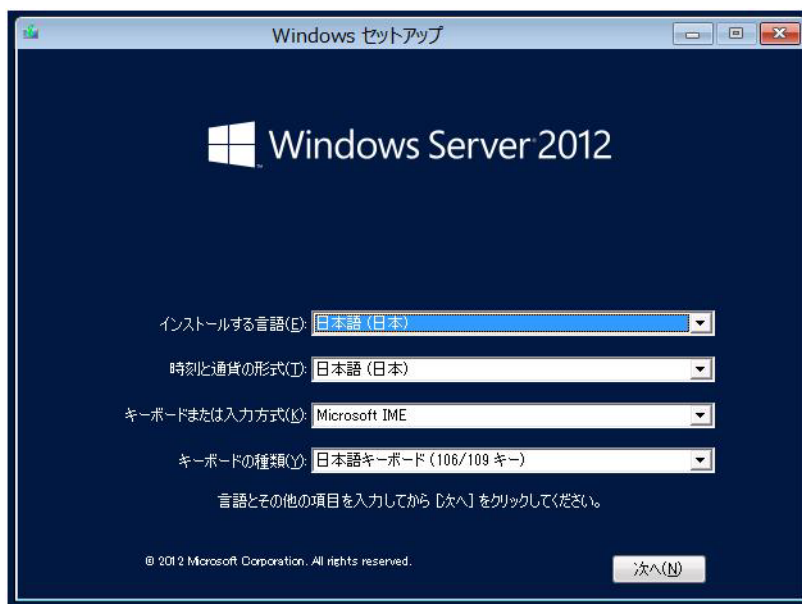 Windows セットアップ
Windows Server 2012
インストールする言語(E): 日本語 (日本)
時刻と通貨の形式(T): 日本語 (日本)
キーボードまたは入力方式(K): Microsoft IME
キーボードの種類(Y): 日本語キーボード (106/109 キー)
言語とその他の項目を入力してから [次へ] をクリックしてください。
© 2012 Microsoft Corporation. All rights reserved.
次へ(N)